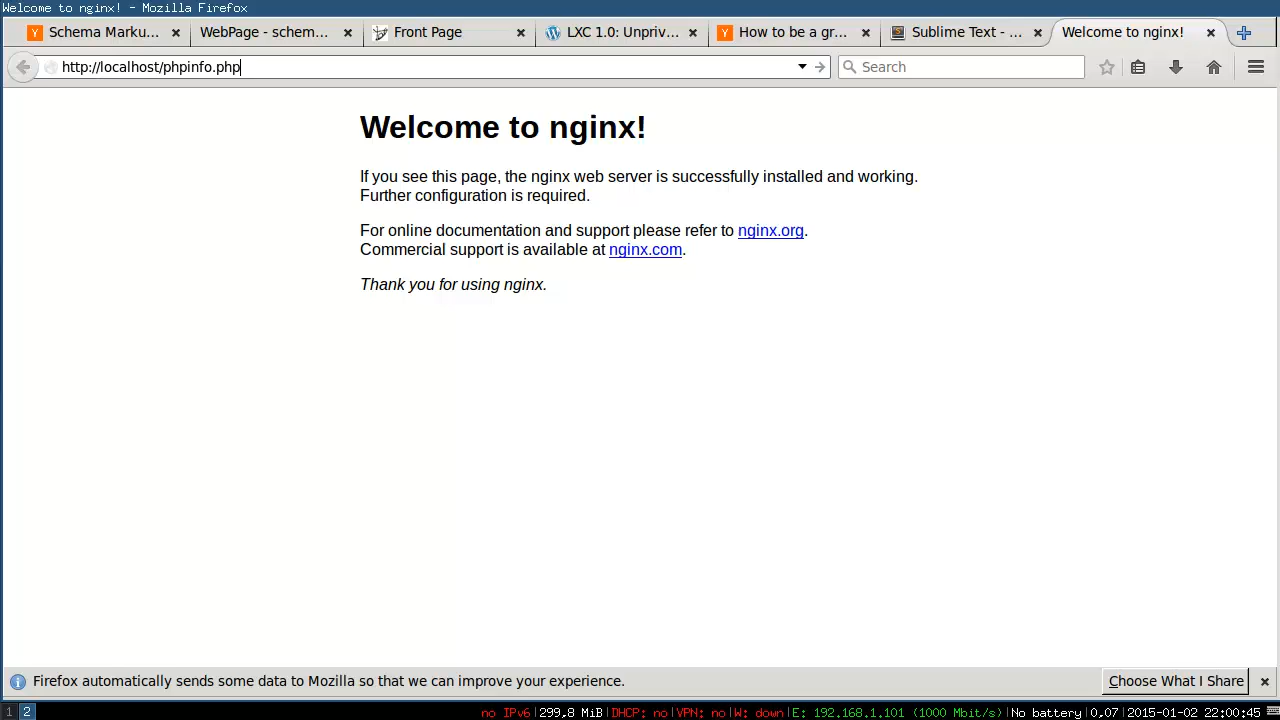 Welcome to nginx! - Mozilla Firefox
Schema Marku... WebPage - schem... Front Page LXC 1.0: Unpriv... How to be a gr... Sublime Text - ... Welcome to nginx!
http://localhost/phpinfo.php Search
Welcome to nginx!
If you see this page, the nginx web server is successfully installed and working.
Further configuration is required.
For online documentation and support please refer to nginx.org.
Commercial support is available at nginx.com.
Thank you for using nginx.
Firefox automatically sends some data to Mozilla so that we can improve your experience. Choose What I Share
1 2 no IPv6|299,8 MiB|DHCP: no|VPN: no|W: down|E: 192.168.1.101 (1000 Mbit/s)|No battery|0,07|2015-01-02 22:00:45